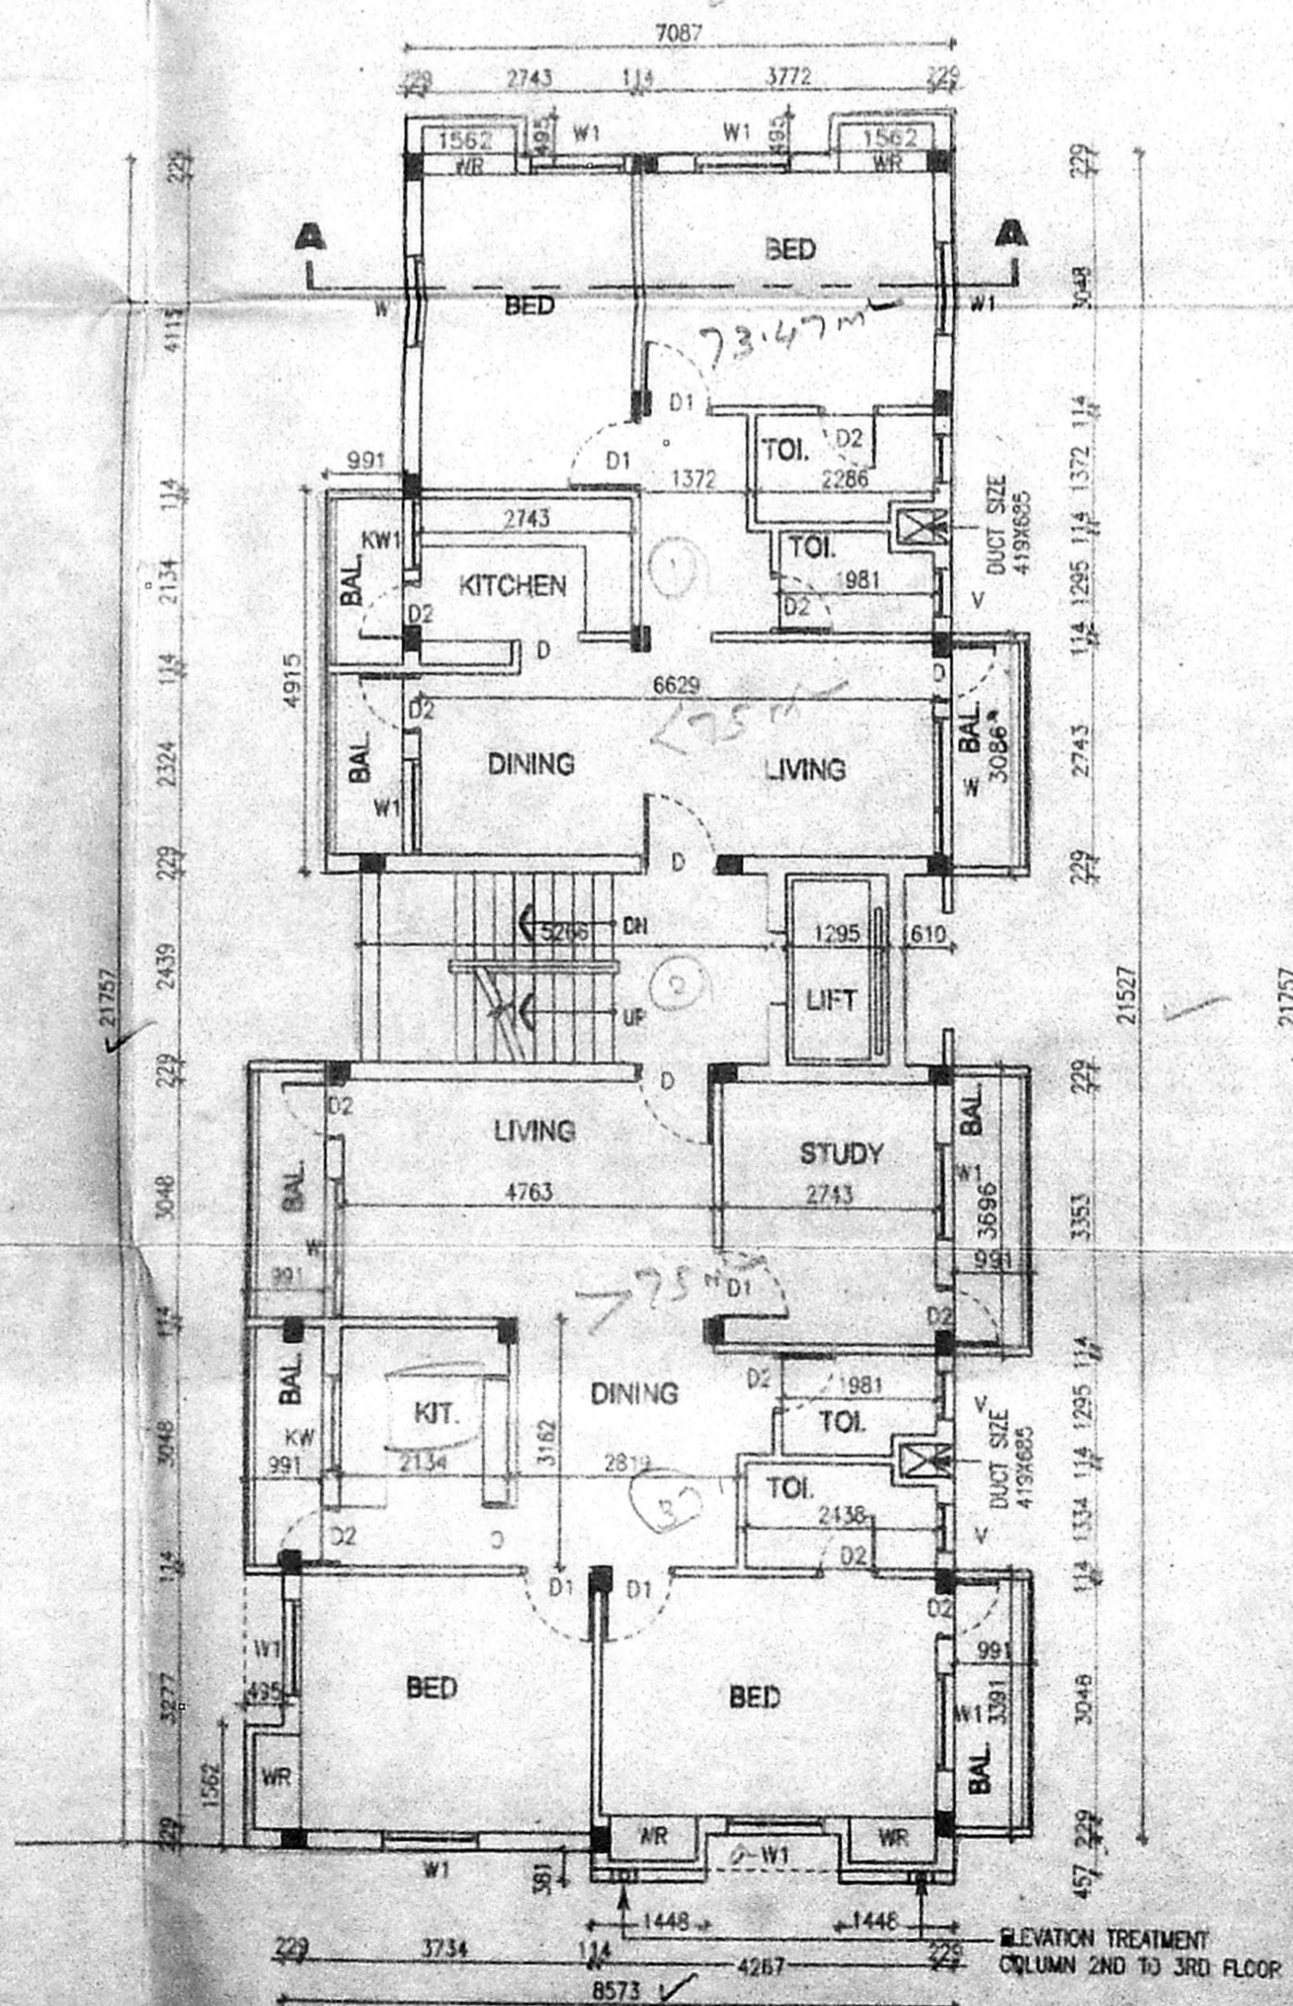 7087
229 2743 114 3772 229
1562 495 W1 W1 495 1562
WR WR
229 229
A A
BED
3048
W BED W1
4115 73.47 m²
D1 114
TOI. D2
991 D1
1372 2286 1372
114 2743
KW1 DUCT SIZE
419X685
114
BAL. KITCHEN 1 TOI.
2134 1981 1295
D2 D2 V
D 114
114 6629 D
4915 D2
BAL. DINING LIVING BAL. 3086 2743
2324 W
W1
229 D 229
DN
5266 1295 610
2439 2
21757 LIFT 21527 21757
UP
229 D 229
D2 BAL.
LIVING STUDY
BAL. W1
3048 4763 2743 3696 3353
W
991 991
D1
114 D2
D2 114
BAL. DINING 1981 1295
KIT. TOI. V
KW 3162 DUCT SIZE
419X685
3048 114
991 2134 2819
3 TOI.
2438 1334
D2 D2 V
114 D1 D1 114
D2
W1 991
495
3277 BED BED W1 3391 3048
1562 WR BAL.
229 WR WR 229
W1 W1
381 457
1448 1448
ELEVATION TREATMENT
COLUMN 2ND TO 3RD FLOOR
229 3734 114 4267 229
8573